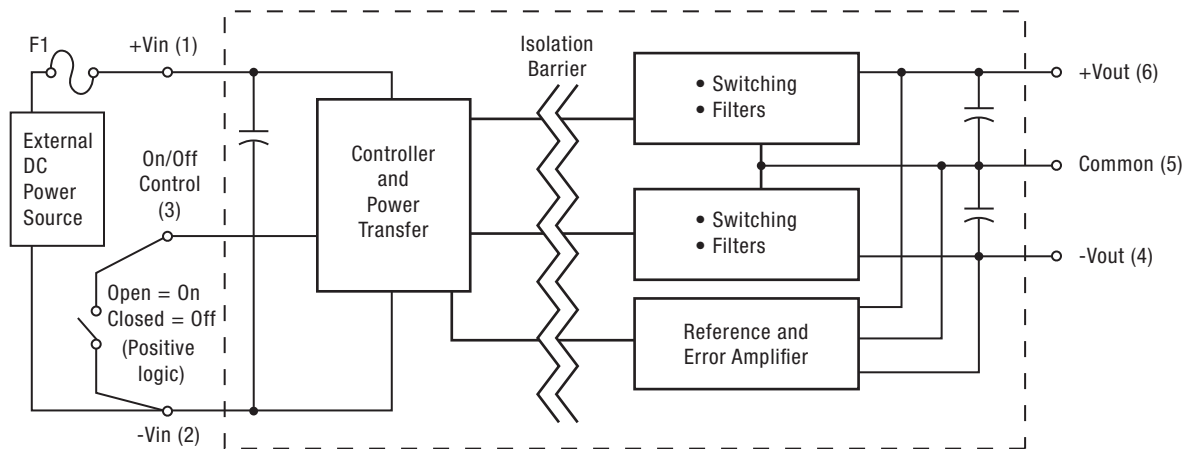 F1
+Vin (1)
External
DC
Power
Source
On/Off
Control
(3)
Open = On
Closed = Off
(Positive
logic)
-Vin (2)
Controller
and
Power
Transfer
Isolation
Barrier
• Switching
• Filters
• Switching
• Filters
Reference and
Error Amplifier
+Vout (6)
Common (5)
-Vout (4)